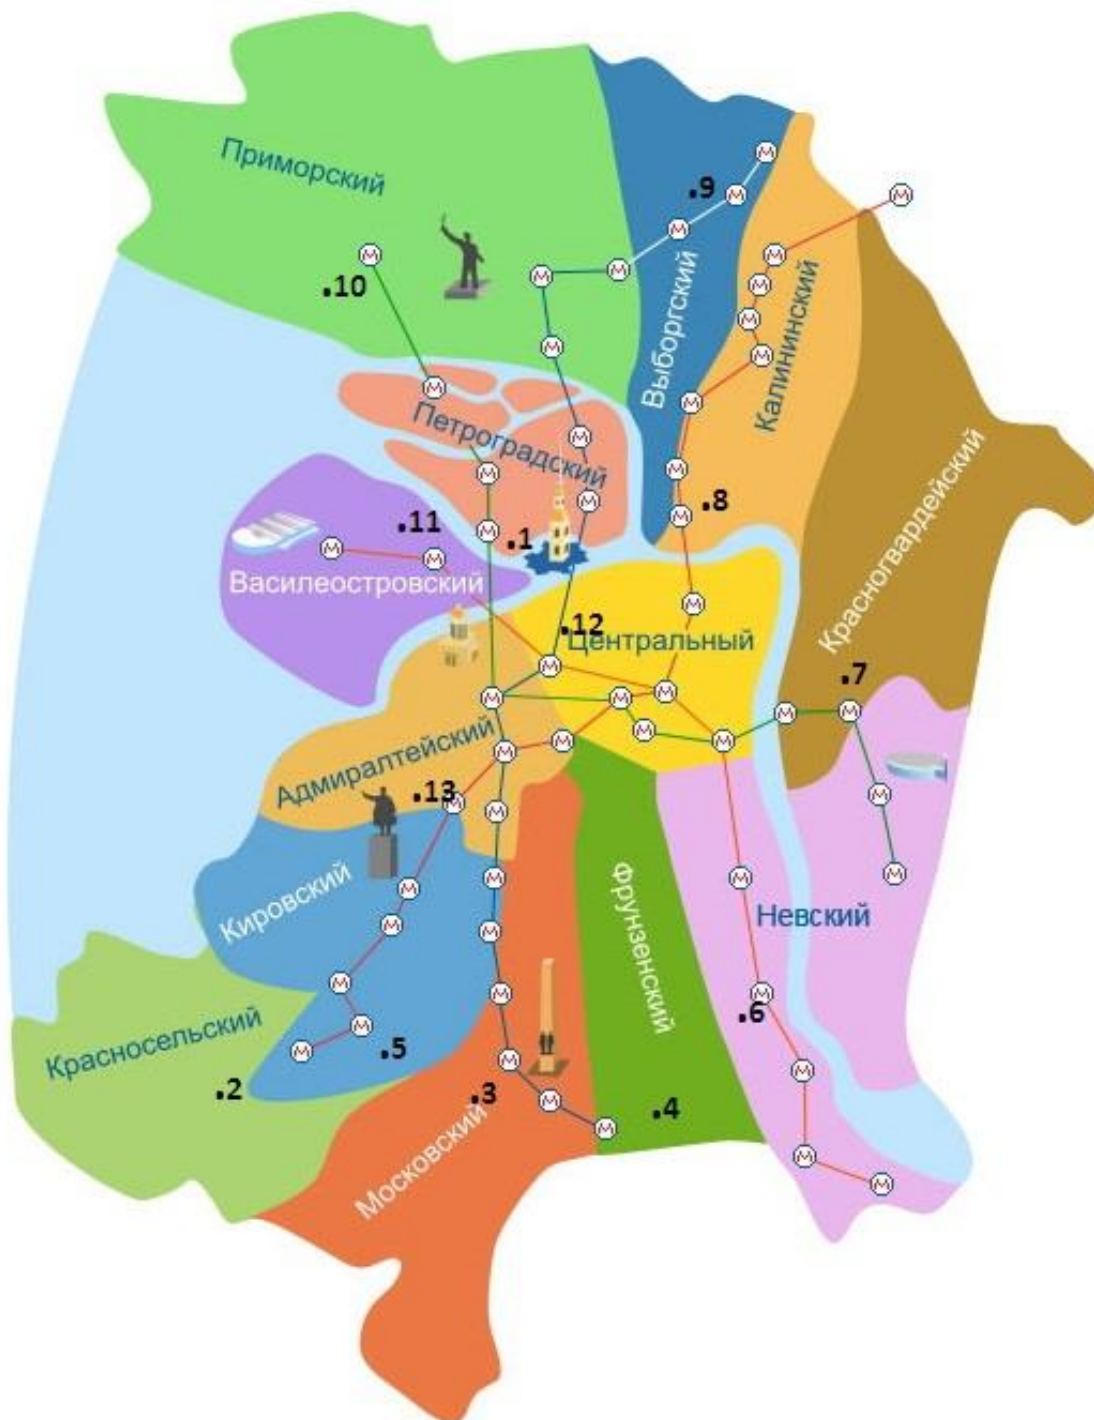 Приморский
.9
.10
Выборгский
Калининский
Петроградский
.8
.11
.1
Василеостровский
Красногвардейский
.12
Центральный
.7
Адмиралтейский
.13
Кировский
Фрунзенский
Невский
Красносельский
.6
.5
.2
.3
.4
Московский